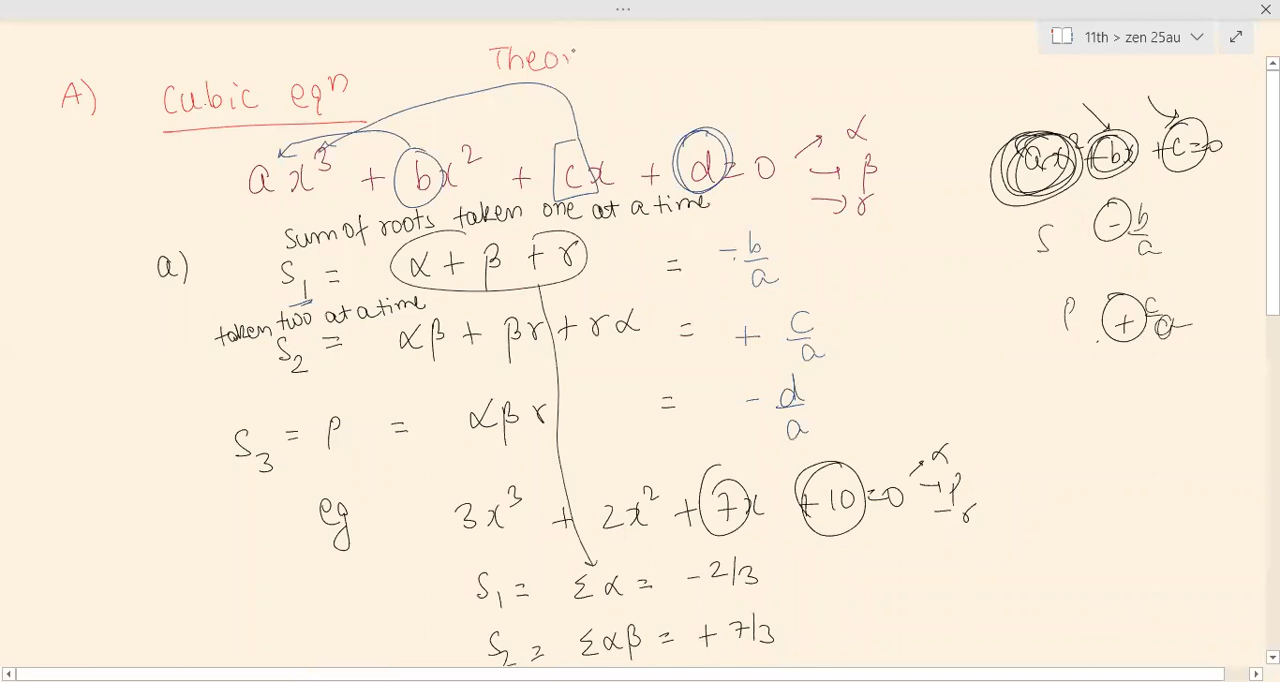 11th > zen 25au
Theor
A) Cubic eqⁿ
ax³ + bx² + cx + d = 0 → α → β → γ
Sum of roots taken one at a time
a) S₁ = α + β + γ = -b/a
taken two at a time
S₂ = αβ + βγ + γα = + c/a
S₃ = P = αβγ = - d/a
eg 3x³ + 2x² + 7x + 10 = 0 → α → β → γ
S₁ = Σα = -2/3
S₂ = Σαβ = + 7/3
ax² + bx + c = 0
S - b/a
P + c/a